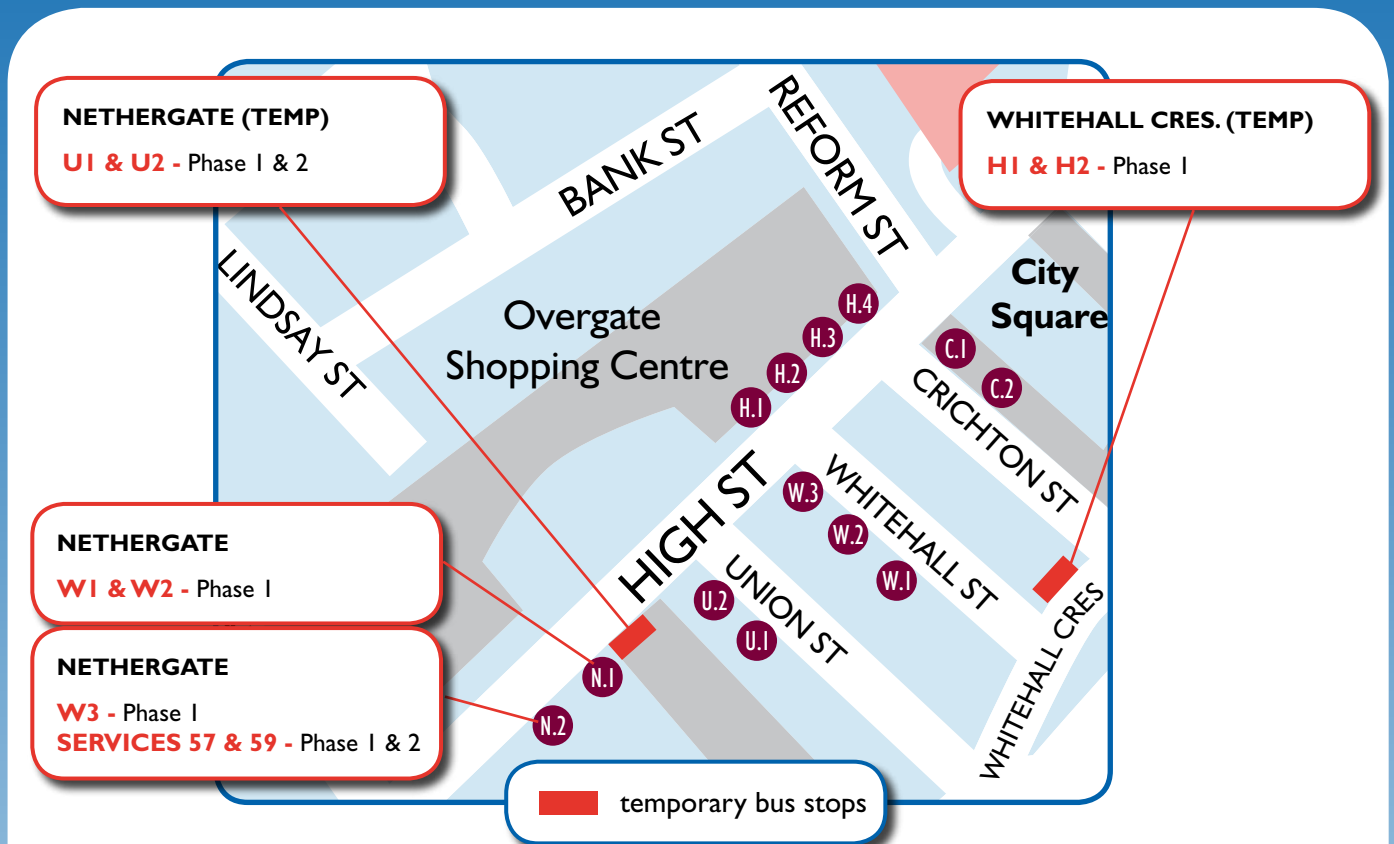 NETHERGATE (TEMP)
U1 & U2 - Phase 1 & 2
WHITEHALL CRES. (TEMP)
H1 & H2 - Phase 1
BANK ST
REFORM ST
LINDSAY ST
City
Square
Overgate
Shopping Centre
H.4
H.3
H.2
H.1
C.1
C.2
CRICHTON ST
HIGH ST
W.3
W.2
W.1
WHITEHALL ST
U.2
U.1
UNION ST
WHITEHALL CRES
NETHERGATE
W1 & W2 - Phase 1
N.1
NETHERGATE
W3 - Phase 1
SERVICES 57 & 59 - Phase 1 & 2
N.2
temporary bus stops